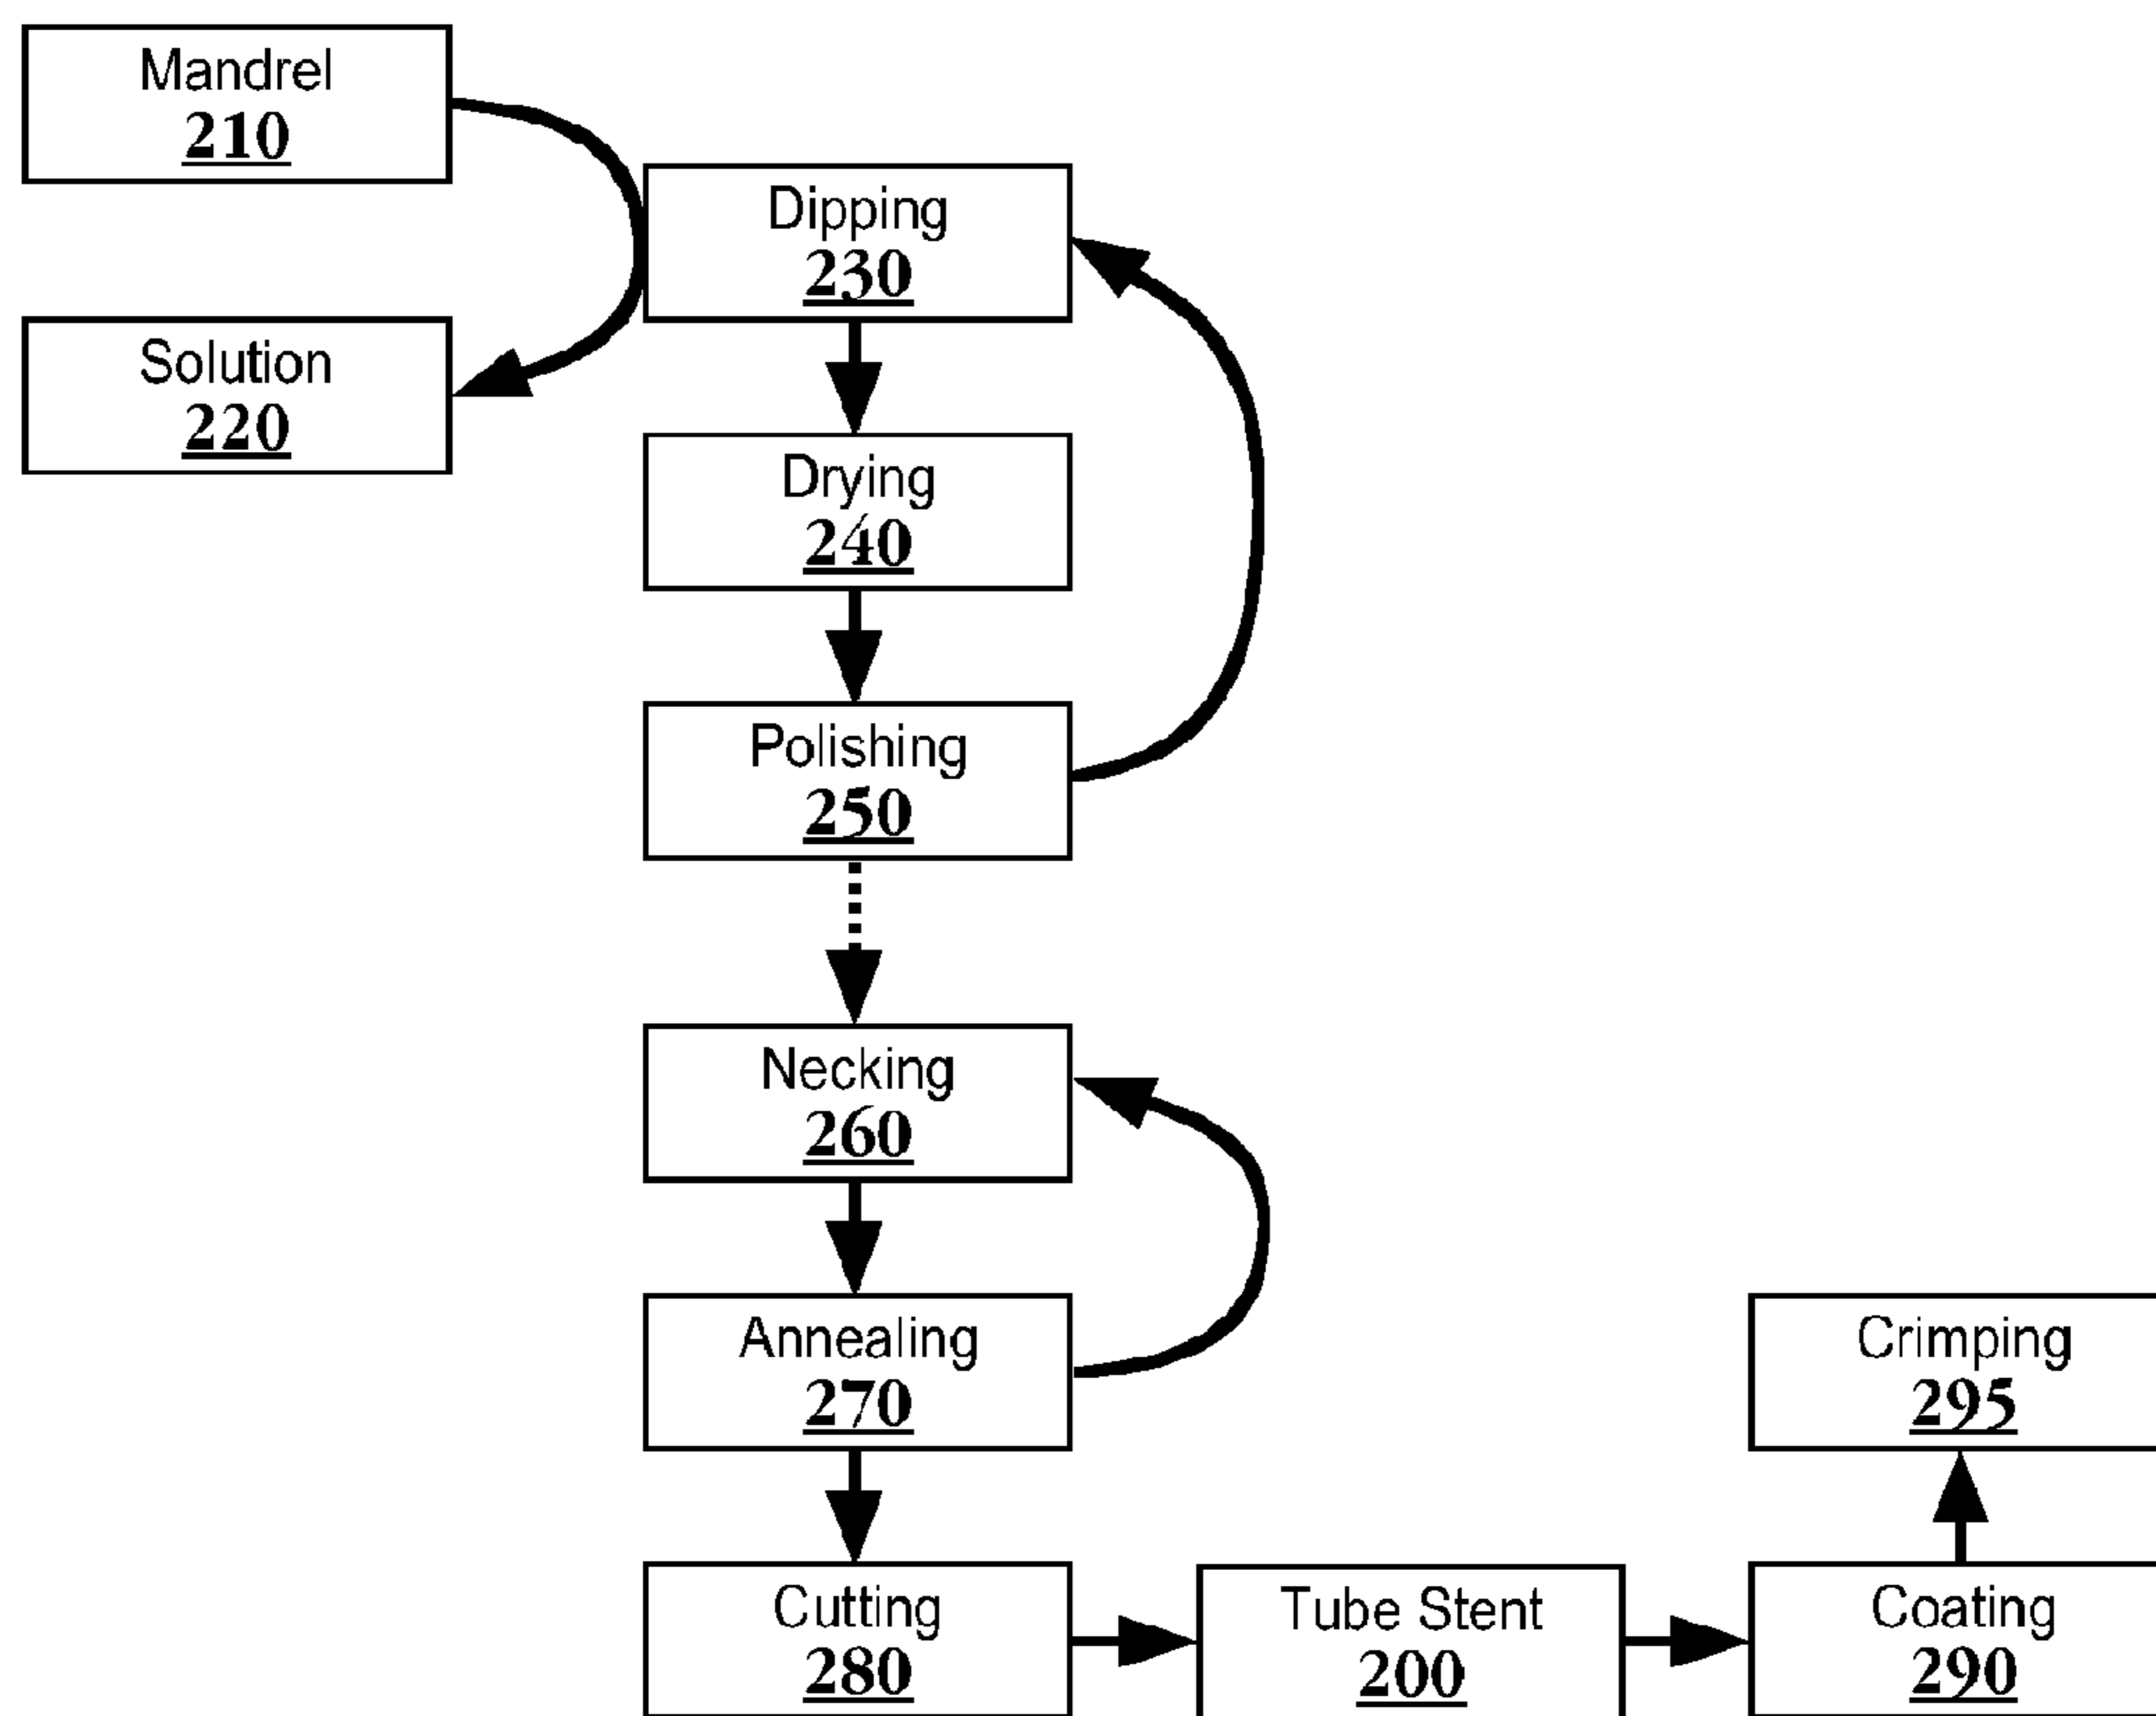 Mandrel
210
Solution
220
Dipping
230
Drying
240
Polishing
250
Necking
260
Annealing
270
Cutting
280
Tube Stent
200
Coating
290
Crimping
295